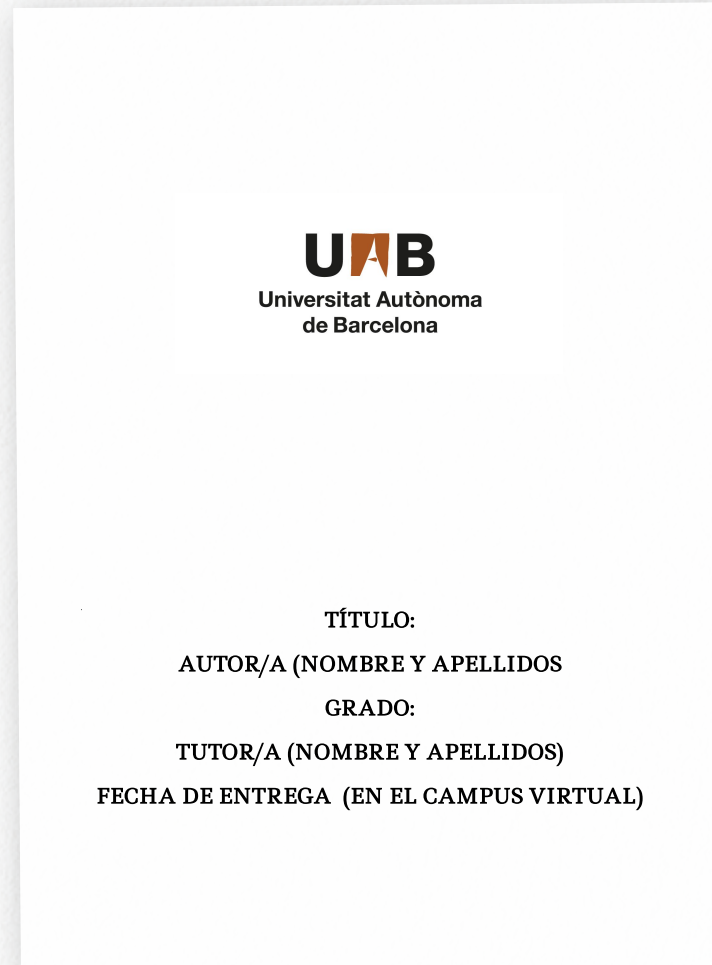 UAB
Universitat Autònoma
de Barcelona
TÍTULO:
AUTOR/A (NOMBRE Y APELLIDOS
GRADO:
TUTOR/A (NOMBRE Y APELLIDOS)
FECHA DE ENTREGA (EN EL CAMPUS VIRTUAL)